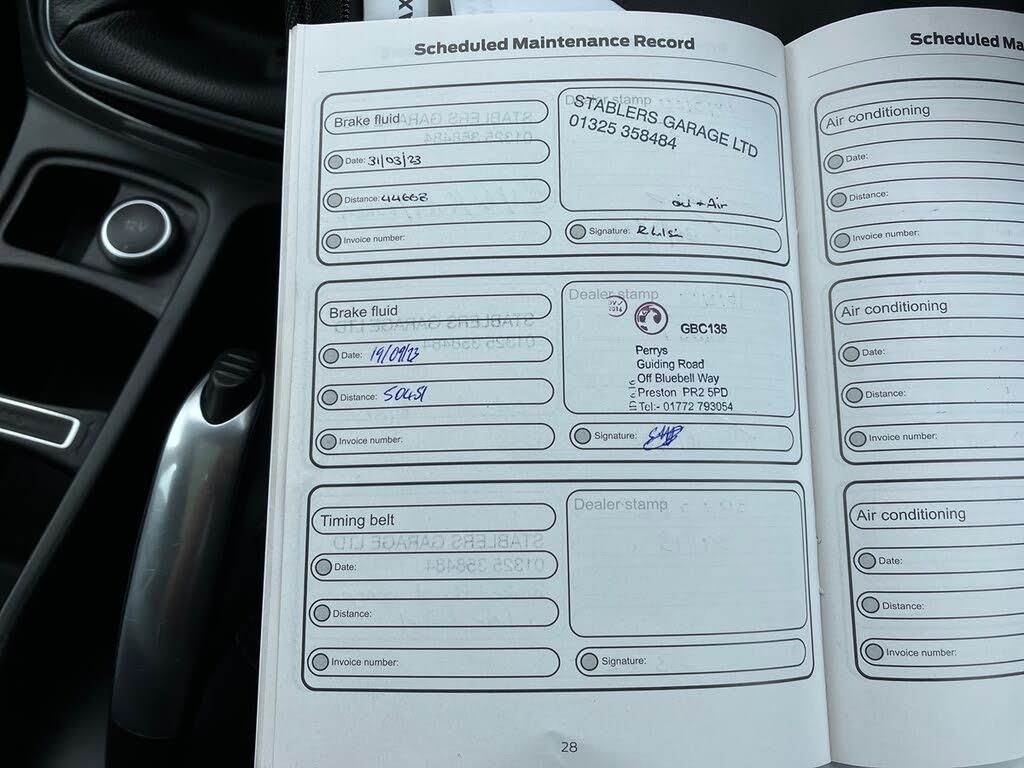 Scheduled Maintenance Record
Brake fluid
Date: 31/03/23
Distance: 44668
Invoice number:
Dealer stamp
STABLERS GARAGE LTD
01325 358484
oil + Air
Signature:
Brake fluid
Date: 19/09/23
Distance: 50451
Invoice number:
Dealer stamp
GBC135
Perrys
Guiding Road
Off Bluebell Way
Preston PR2 5PD
Tel:- 01772 793054
Signature:
Timing belt
Date:
Distance:
Invoice number:
Dealer stamp
Signature:
28
Scheduled Ma
Air conditioning
Date:
Distance:
Invoice number:
Air conditioning
Date:
Distance:
Invoice number:
Air conditioning
Date:
Distance:
Invoice number:
12V